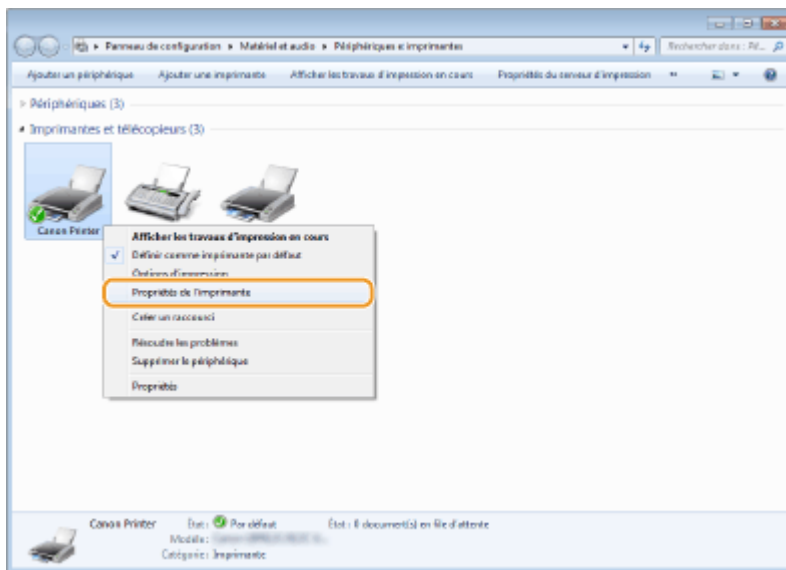 Panneau de configuration ▸ Matériel et audio ▸ Périphériques et imprimantes
Rechercher dans : Pé...
Ajouter un périphérique Ajouter une imprimante Afficher les travaux d'impression en cours Propriétés du serveur d'impression »
Périphériques (3)
Imprimantes et télécopieurs (3)
Canon Printer
Afficher les travaux d'impression en cours
Définir comme imprimante par défaut
Options d'impression
Propriétés de l'imprimante
Créer un raccourci
Résoudre les problèmes
Supprimer le périphérique
Propriétés
Canon Printer État : Par défaut État : 0 document(s) en file d'attente
Modèle :
Catégorie : Imprimante